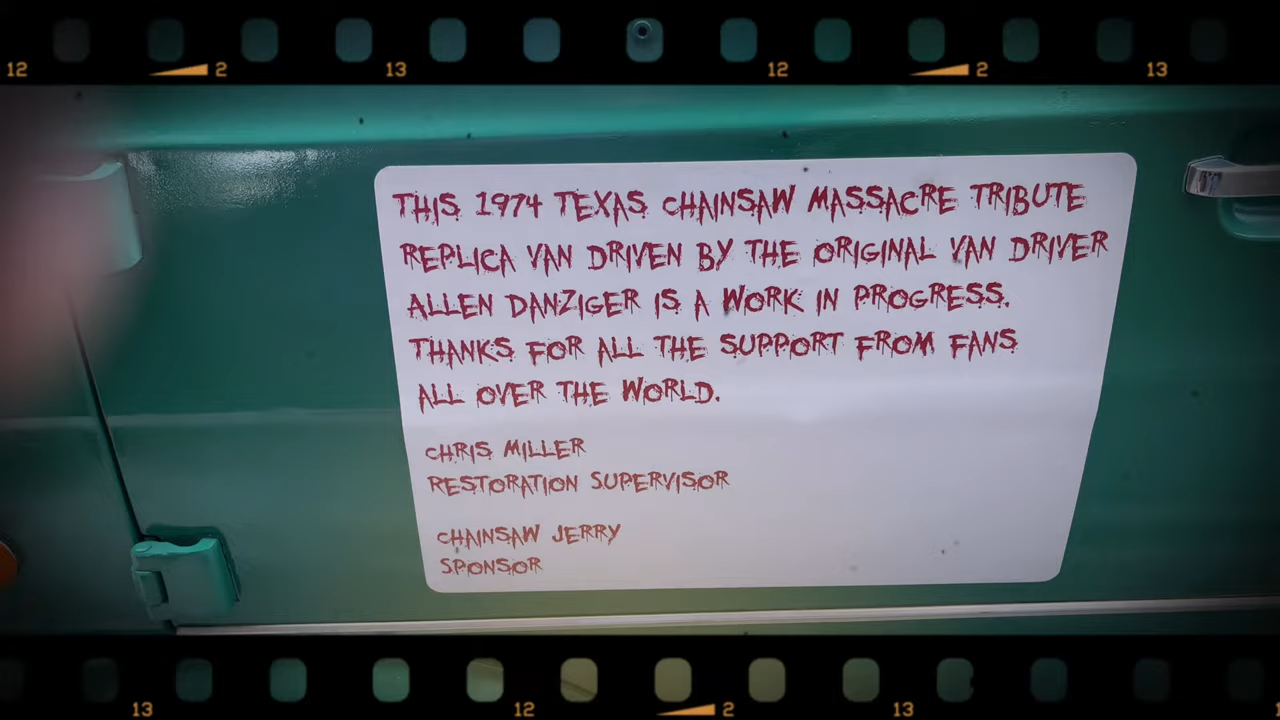 12 2 13 12 2 13
THIS 1974 TEXAS CHAINSAW MASSACRE TRIBUTE
REPLICA VAN DRIVEN BY THE ORIGINAL VAN DRIVER
ALLEN DANZIGER IS A WORK IN PROGRESS.
THANKS FOR ALL THE SUPPORT FROM FANS
ALL OVER THE WORLD.
CHRIS MILLER
RESTORATION SUPERVISOR
CHAINSAW JERRY
SPONSOR
13 12 2 13